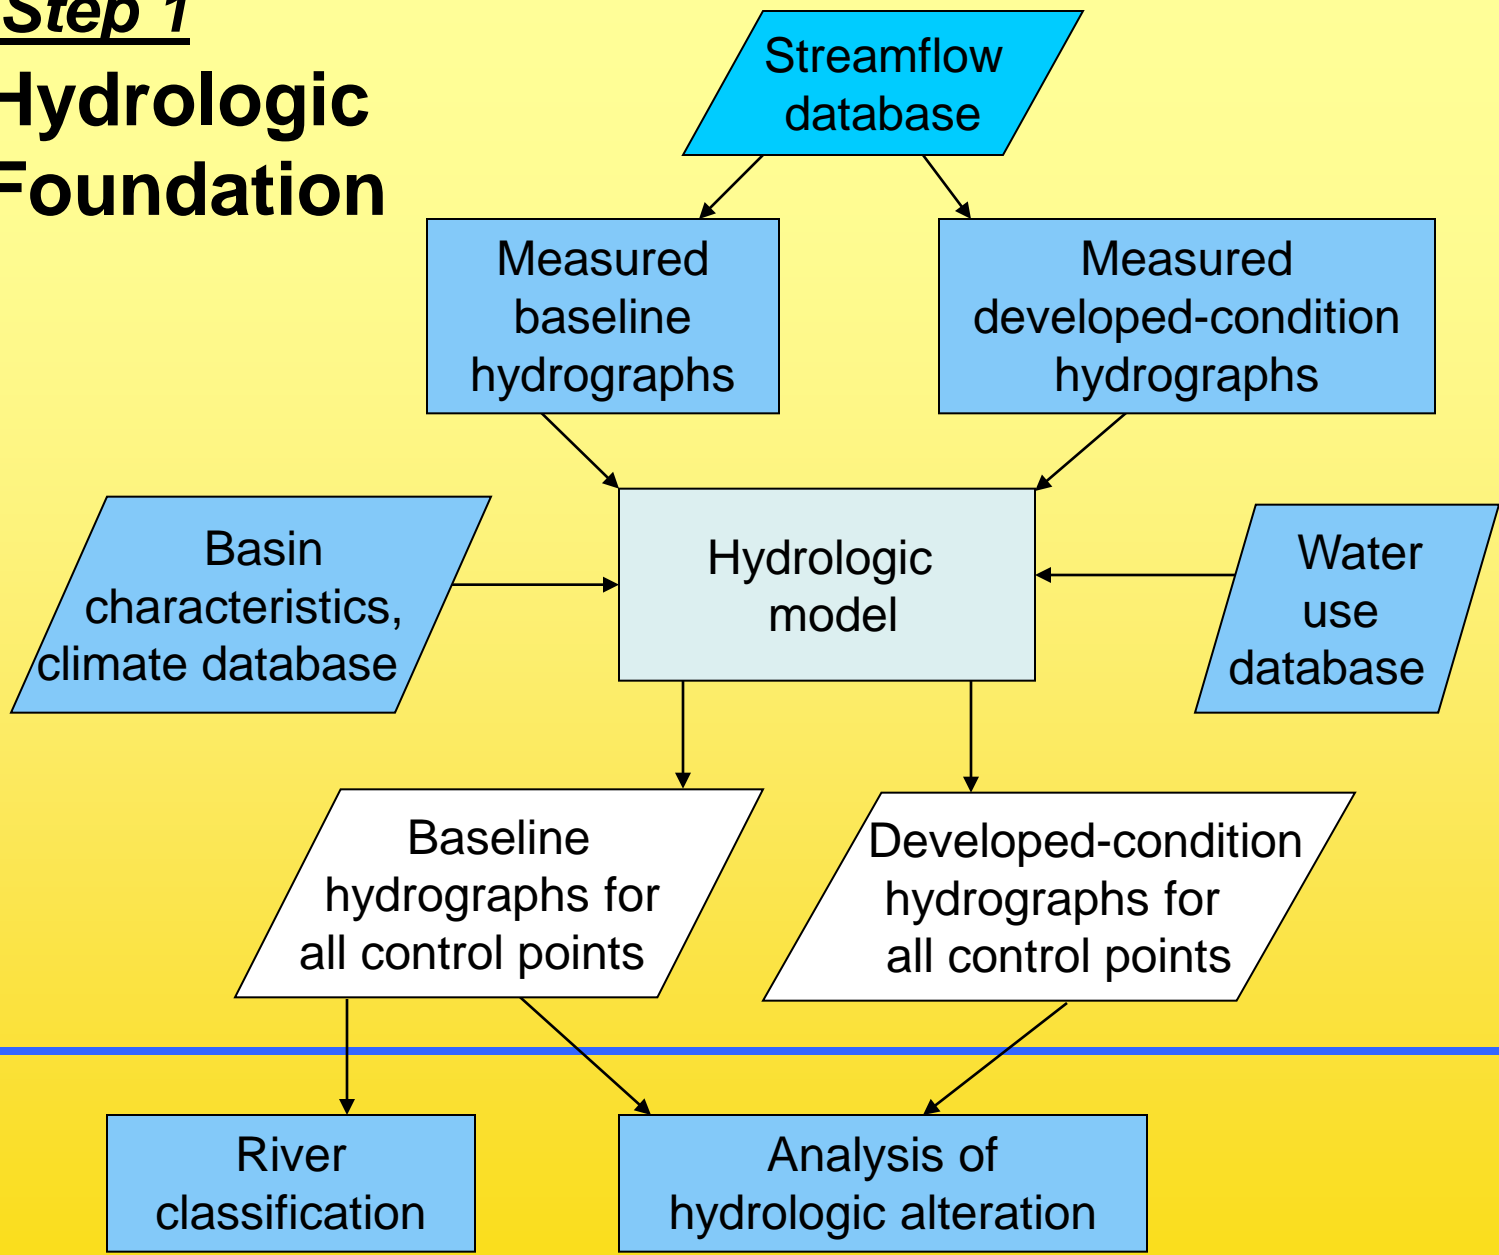 Step 1
Hydrologic
Foundation
Streamflow
database
Measured
baseline
hydrographs
Measured
developed-condition
hydrographs
Basin
characteristics,
climate database
Hydrologic
model
Water
use
database
Baseline
hydrographs for
all control points
Developed-condition
hydrographs for
all control points
River
classification
Analysis of
hydrologic alteration